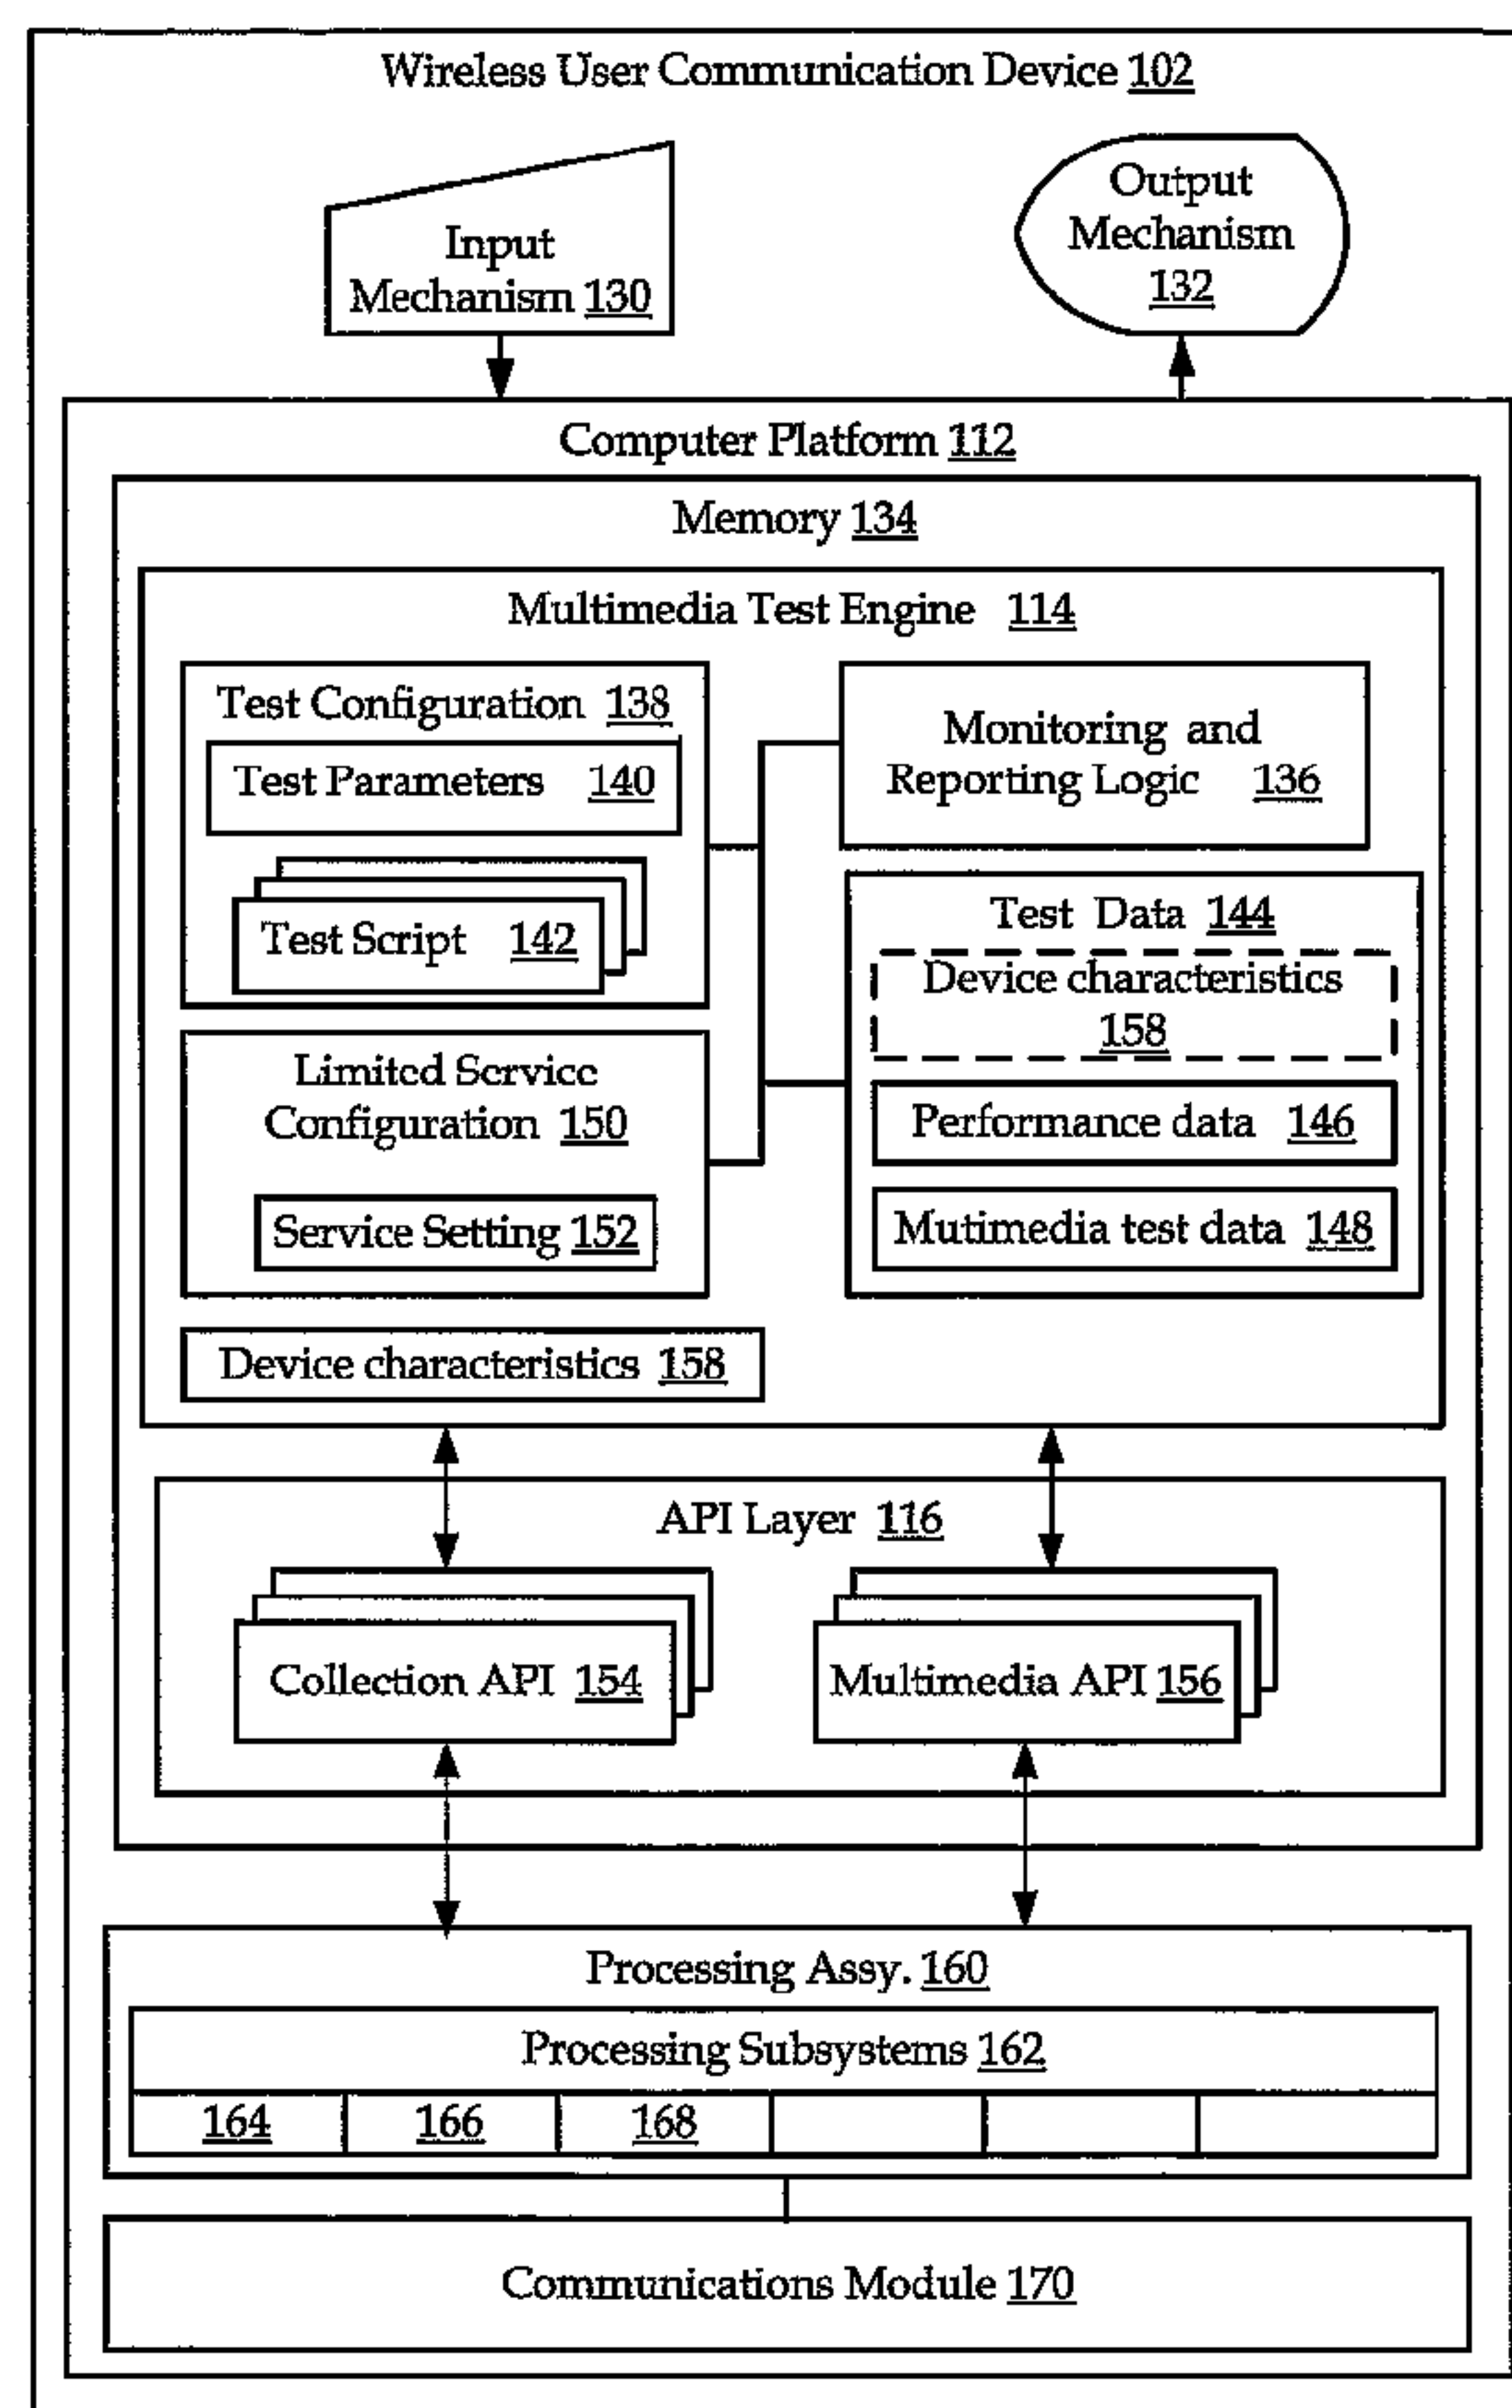 Wireless User Communication Device 102
Input
Mechanism 130
Output
Mechanism
132
Computer Platform 112
Memory 134
Multimedia Test Engine 114
Test Configuration 138
Test Parameters 140
Test Script 142
Monitoring and
Reporting Logic 136
Test Data 144
Device characteristics
158
Performance data 146
Mutimedia test data 148
Limited Service
Configuration 150
Service Setting 152
Device characteristics 158
API Layer 116
Collection API 154
Multimedia API 156
Processing Assy. 160
Processing Subsystems 162
164 166 168
Communications Module 170